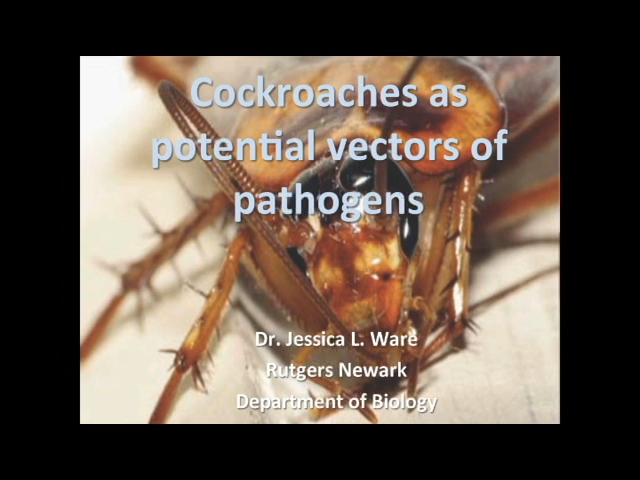 Cockroaches as
potential vectors of
pathogens
Dr. Jessica L. Ware
Rutgers Newark
Department of Biology